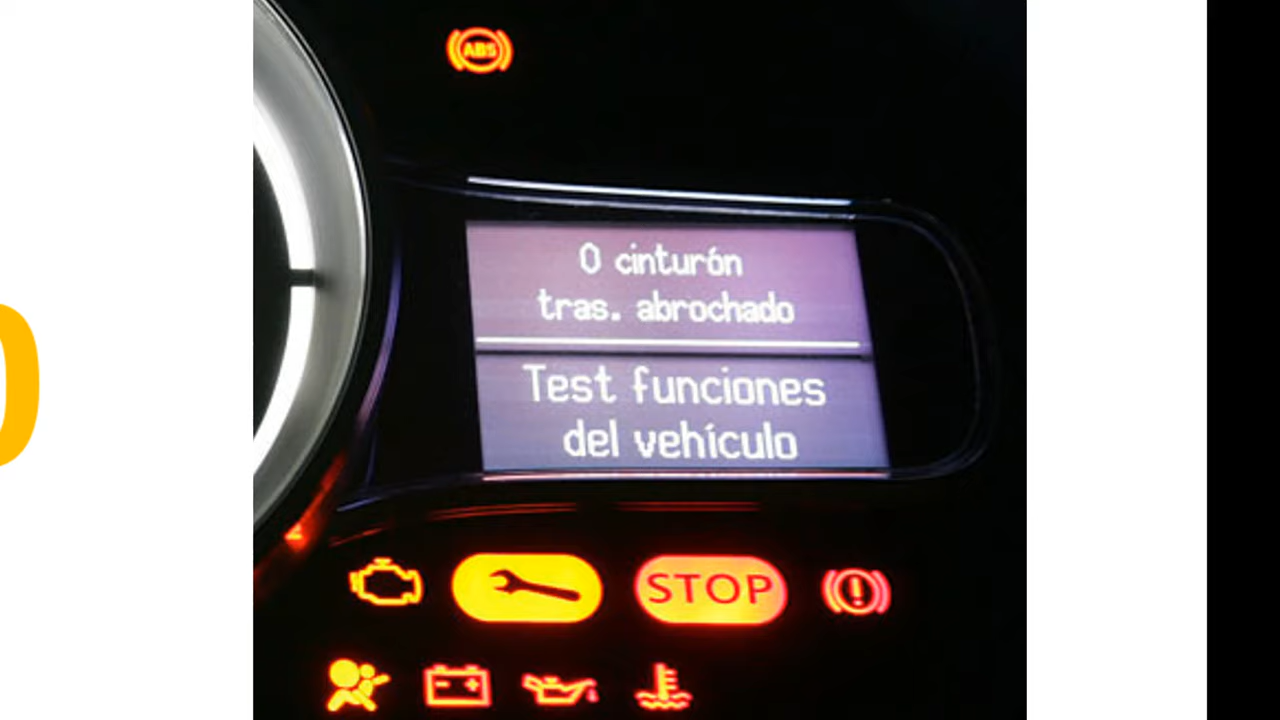 ABS
0 cinturón
tras. abrochado
Test funciones
del vehículo
STOP